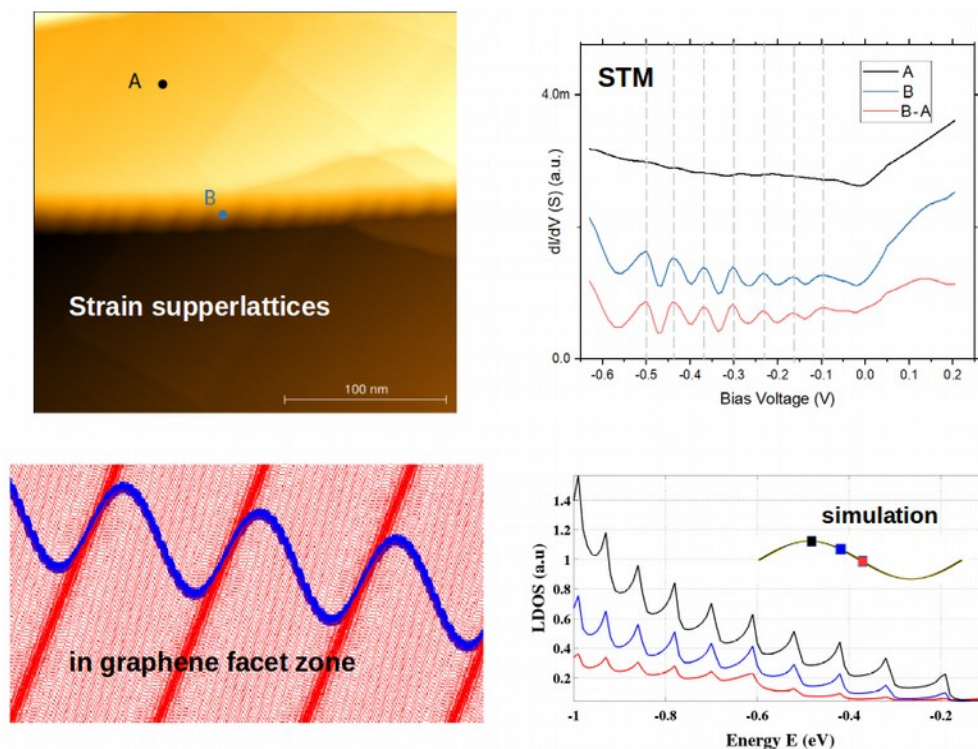 A
B
Strain supperlattices
100 nm
STM
A
B
B-A
4.0m
0.0
dI/dV (S) (a.u.)
-0.6 -0.5 -0.4 -0.3 -0.2 -0.1 0.0 0.1 0.2
Bias Voltage (V)
in graphene facet zone
simulation
1.4
1.2
1
0.8
0.6
0.4
0.2
LDOS (a.u)
-1 -0.8 -0.6 -0.4 -0.2
Energy E (eV)